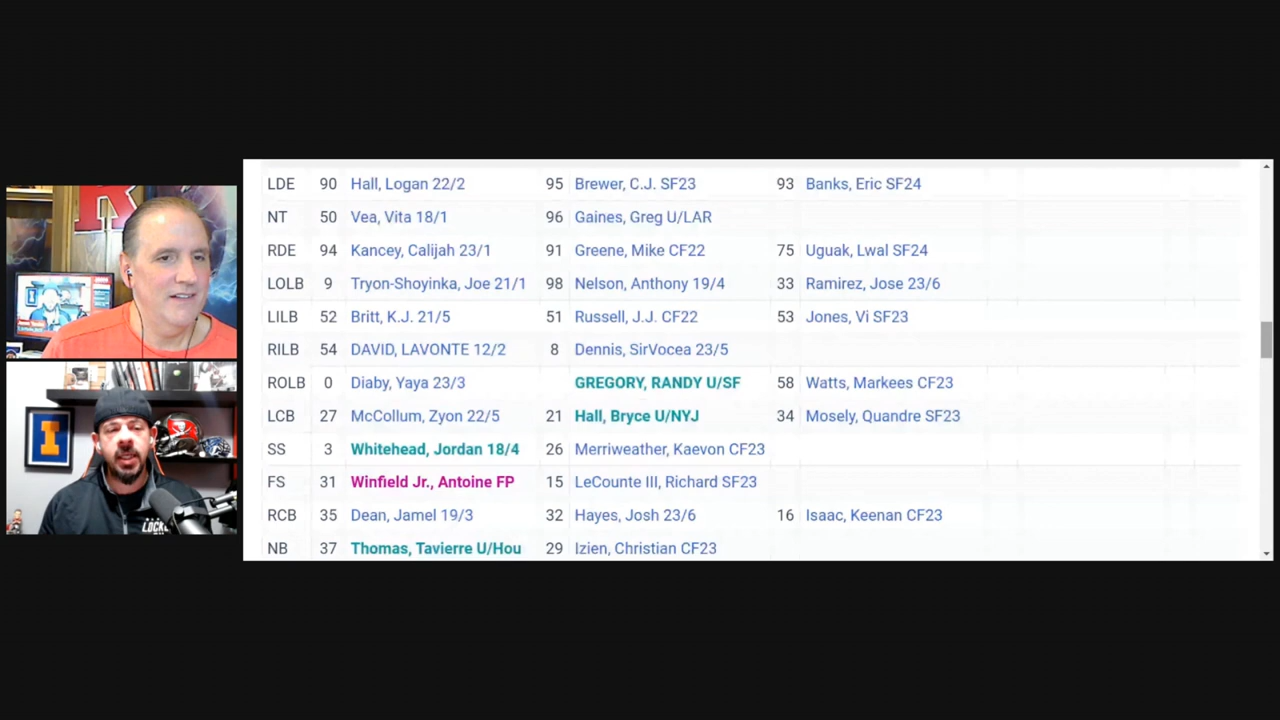 LDE 90 Hall, Logan 22/2 95 Brewer, C.J. SF23 93 Banks, Eric SF24
NT 50 Vea, Vita 18/1 96 Gaines, Greg U/LAR
RDE 94 Kancey, Calijah 23/1 91 Greene, Mike CF22 75 Uguak, Lwal SF24
LOLB 9 Tryon-Shoyinka, Joe 21/1 98 Nelson, Anthony 19/4 33 Ramirez, Jose 23/6
LILB 52 Britt, K.J. 21/5 51 Russell, J.J. CF22 53 Jones, Vi SF23
RILB 54 DAVID, LAVONTE 12/2 8 Dennis, SirVocea 23/5
ROLB 0 Diaby, Yaya 23/3 GREGORY, RANDY U/SF 58 Watts, Markees CF23
LCB 27 McCollum, Zyon 22/5 21 Hall, Bryce U/NYJ 34 Mosely, Quandre SF23
SS 3 Whitehead, Jordan 18/4 26 Merriweather, Kaevon CF23
FS 31 Winfield Jr., Antoine FP 15 LeCounte III, Richard SF23
RCB 35 Dean, Jamel 19/3 32 Hayes, Josh 23/6 16 Isaac, Keenan CF23
NB 37 Thomas, Tavierre U/Hou 29 Izien, Christian CF23
R
I
LOCK